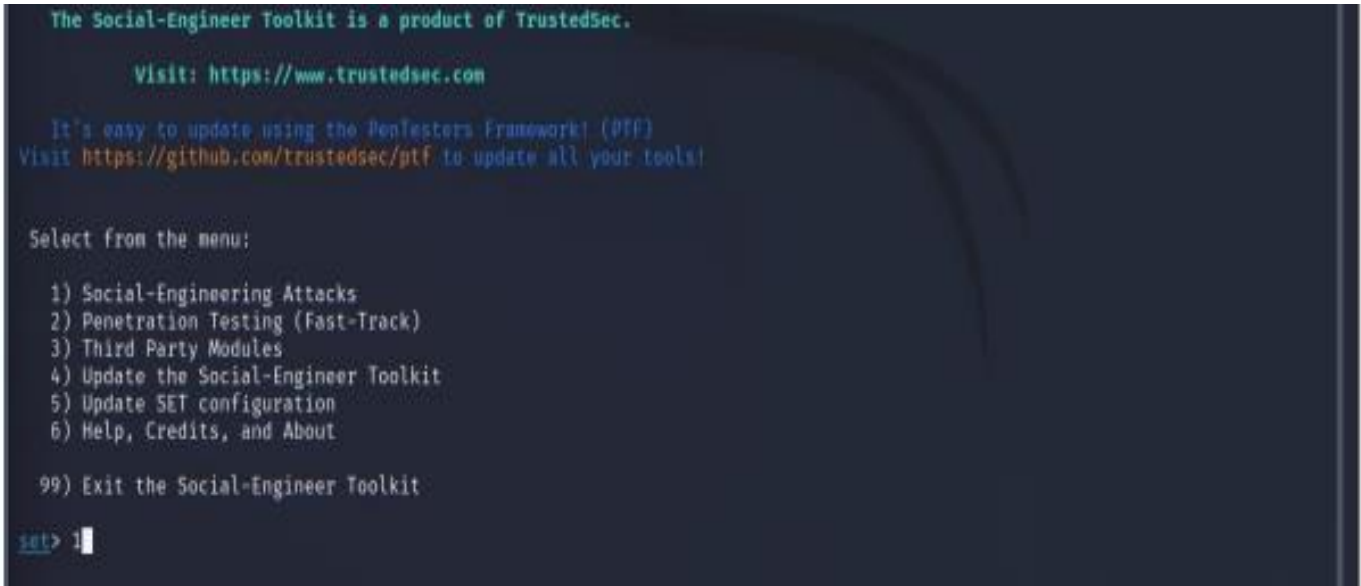 The Social-Engineer Toolkit is a product of TrustedSec.
Visit: https://www.trustedsec.com
It's easy to update using the PenTesters Framework! (PTF)
Visit https://github.com/trustedsec/ptf to update all your tools!
Select from the menu:
1) Social-Engineering Attacks
2) Penetration Testing (Fast-Track)
3) Third Party Modules
4) Update the Social-Engineer Toolkit
5) Update SET configuration
6) Help, Credits, and About
99) Exit the Social-Engineer Toolkit
set> 1